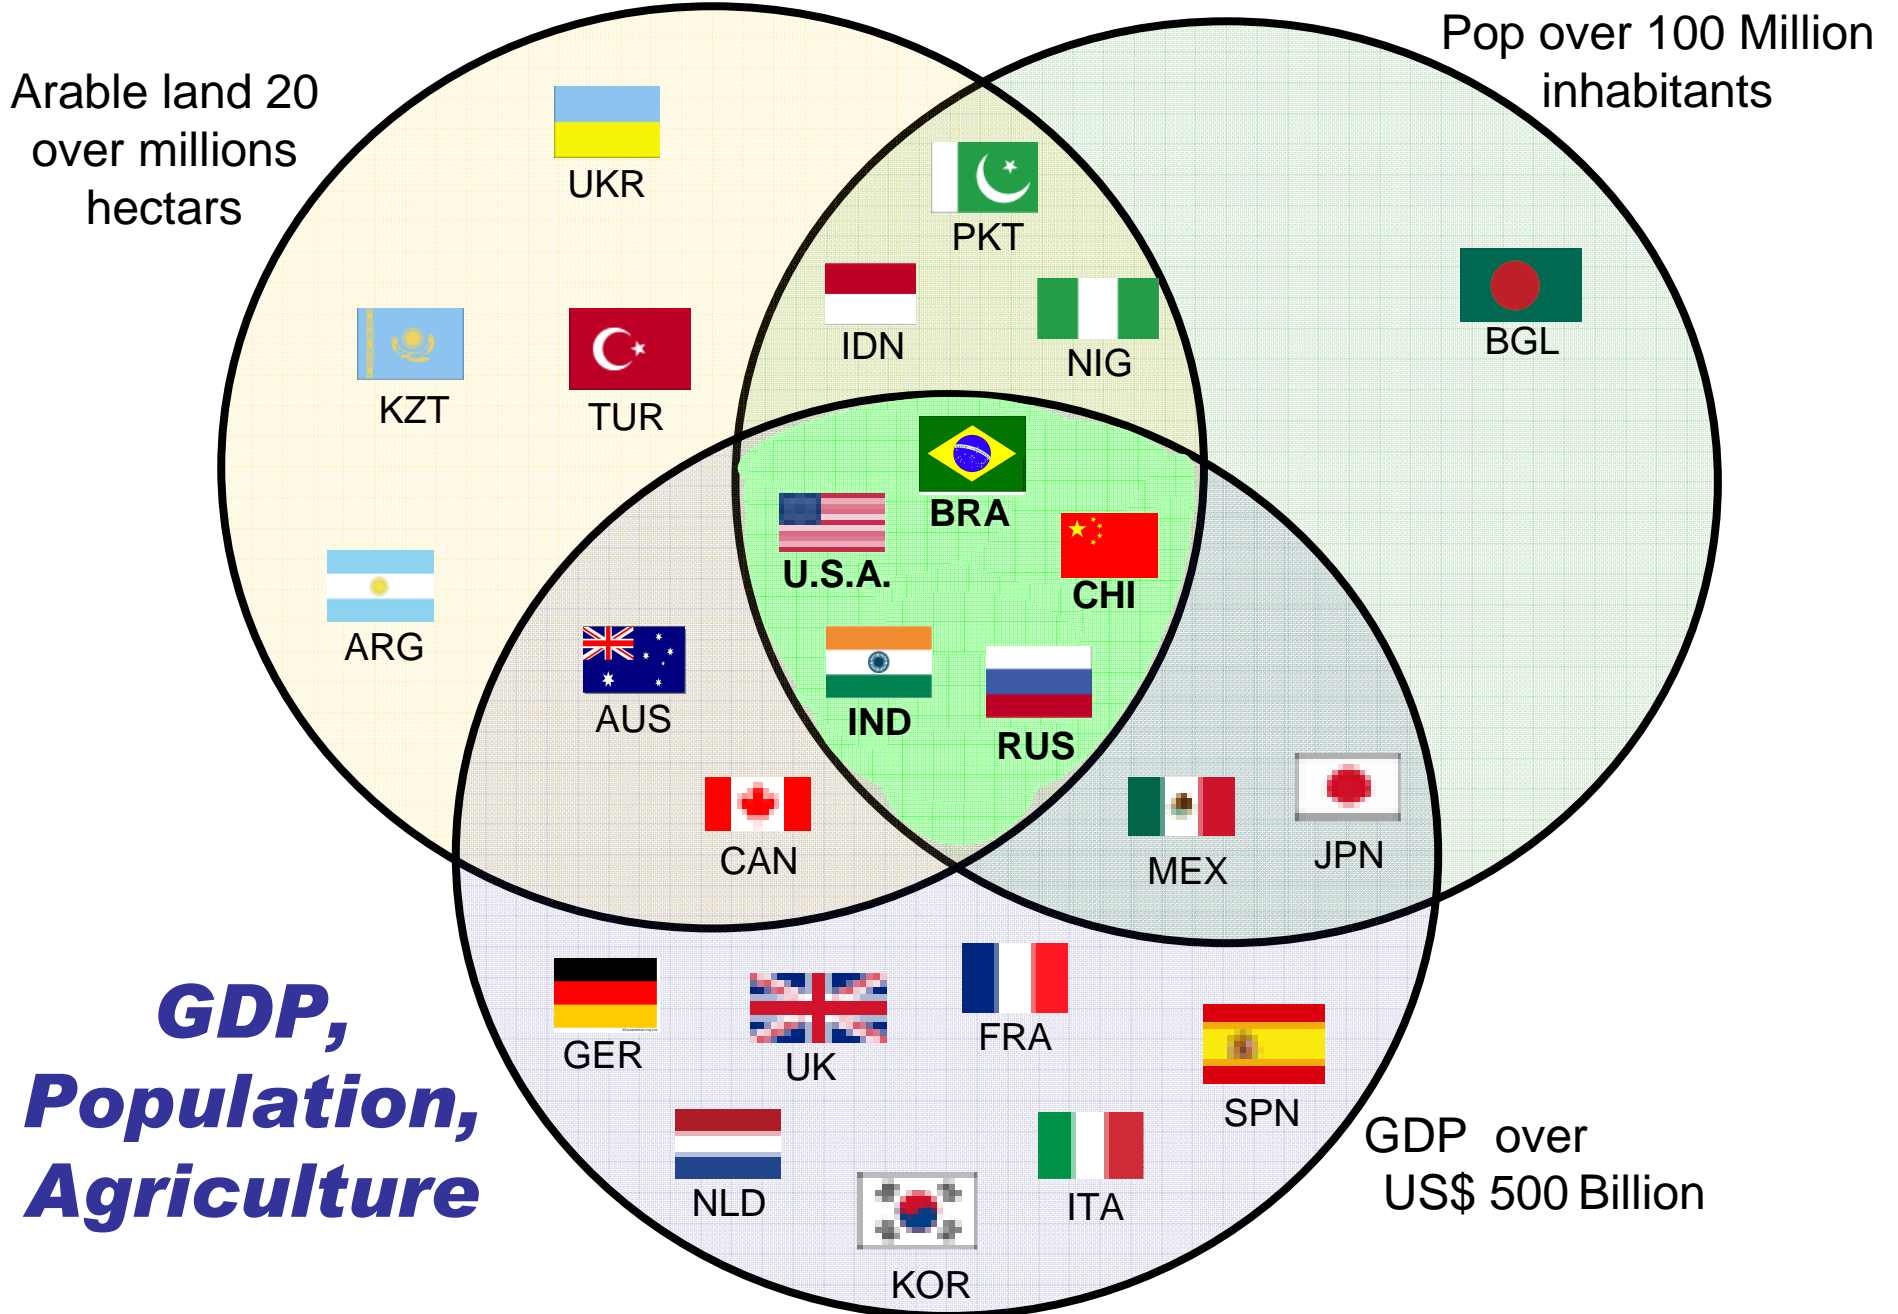 Arable land 20
over millions
hectars
Pop over 100 Million
inhabitants
UKR
PKT
IDN
NIG
BGL
KZT
TUR
BRA
U.S.A.
CHI
ARG
AUS
IND
RUS
CAN
MEX
JPN
GDP,
Population,
Agriculture
GER
UK
FRA
SPN
NLD
KOR
ITA
GDP over
US$ 500 Billion